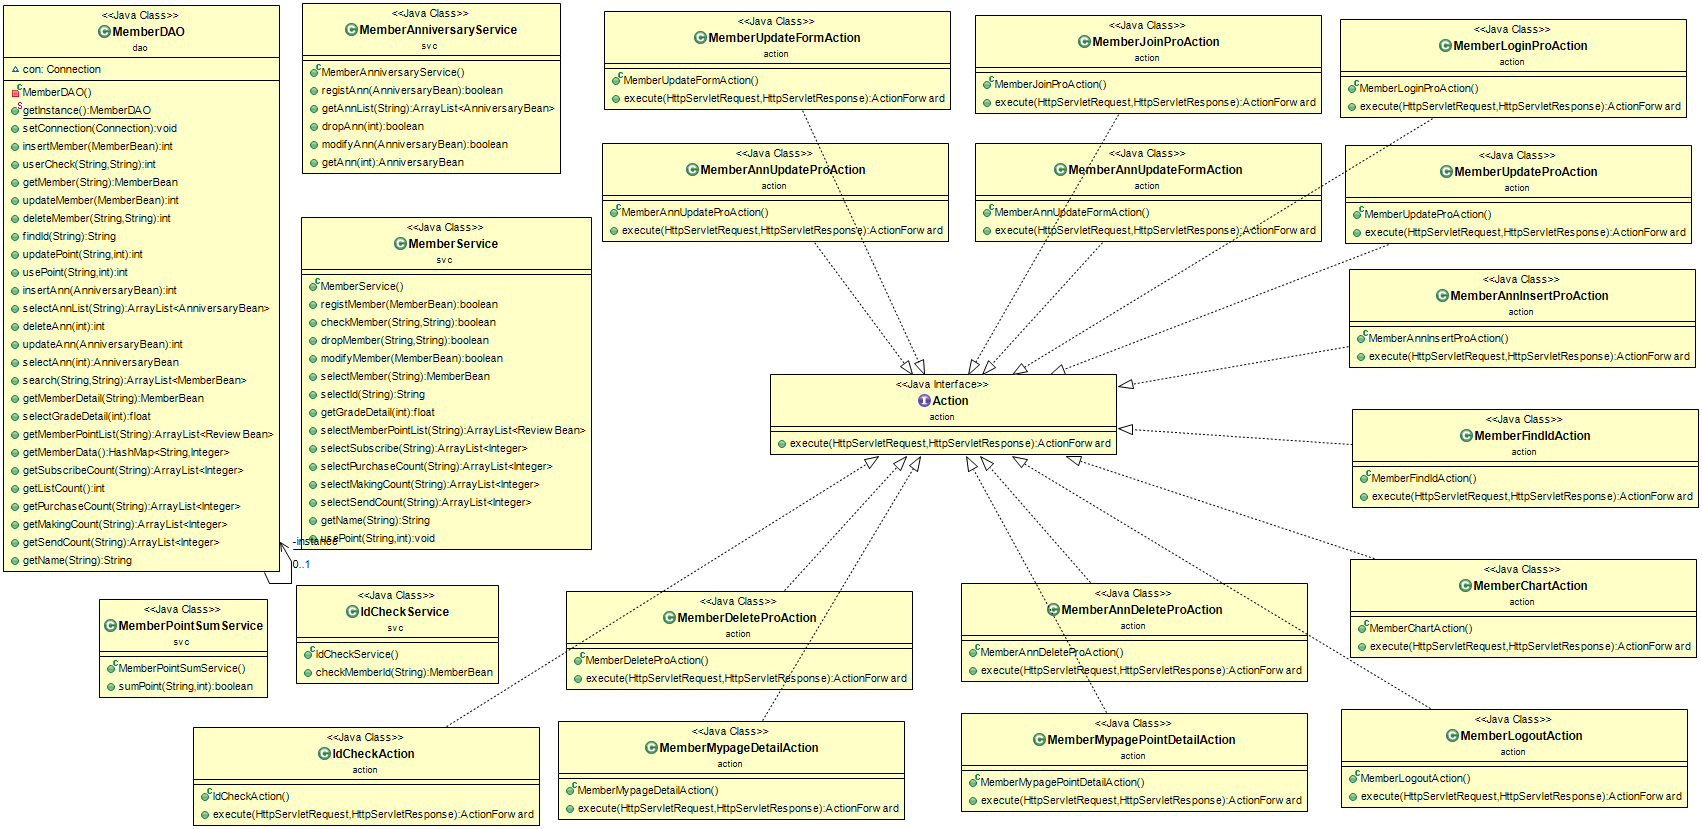 <<Java Class>>
MemberDAO
dao
con: Connection
MemberDAO()
getInstance():MemberDAO
setConnection(Connection):void
insertMember(MemberBean):int
userCheck(String,String):int
getMember(String):MemberBean
updateMember(MemberBean):int
deleteMember(String,String):int
findId(String):String
updatePoint(String,int):int
usePoint(String,int):int
insertAnn(AnniversaryBean):int
selectAnnList(String):ArrayList<AnniversaryBean>
deleteAnn(int):int
updateAnn(AnniversaryBean):int
selectAnn(int):AnniversaryBean
search(String,String):ArrayList<MemberBean>
getMemberDetail(String):MemberBean
selectGradeDetail(int):float
getMemberPointList(String):ArrayList<ReviewBean>
getMemberData():HashMap<String,Integer>
getSubscribeCount(String):ArrayList<Integer>
getListCount():int
getPurchaseCount(String):ArrayList<Integer>
getMakingCount(String):ArrayList<Integer>
getSendCount(String):ArrayList<Integer>
getName(String):String
-instance
0..1
<<Java Class>>
MemberAnniversaryService
svc
MemberAnniversaryService()
registAnn(AnniversaryBean):boolean
getAnnList(String):ArrayList<AnniversaryBean>
dropAnn(int):boolean
modifyAnn(AnniversaryBean):boolean
getAnn(int):AnniversaryBean
<<Java Class>>
MemberService
svc
MemberService()
registMember(MemberBean):boolean
checkMember(String,String):boolean
dropMember(String,String):boolean
modifyMember(MemberBean):boolean
selectMember(String):MemberBean
selectId(String):String
getGradeDetail(int):float
selectMemberPointList(String):ArrayList<ReviewBean>
selectSubscribe(String):ArrayList<Integer>
selectPurchaseCount(String):ArrayList<Integer>
selectMakingCount(String):ArrayList<Integer>
selectSendCount(String):ArrayList<Integer>
getName(String):String
usePoint(String,int):void
<<Java Class>>
MemberUpdateFormAction
action
MemberUpdateFormAction()
execute(HttpServletRequest,HttpServletResponse):ActionForward
<<Java Class>>
MemberJoinProAction
action
MemberJoinProAction()
execute(HttpServletRequest,HttpServletResponse):ActionForward
<<Java Class>>
MemberLoginProAction
action
MemberLoginProAction()
execute(HttpServletRequest,HttpServletResponse):ActionForward
<<Java Class>>
MemberAnnUpdateProAction
action
MemberAnnUpdateProAction()
execute(HttpServletRequest,HttpServletResponse):ActionForward
<<Java Class>>
MemberAnnUpdateFormAction
action
MemberAnnUpdateFormAction()
execute(HttpServletRequest,HttpServletResponse):ActionForward
<<Java Class>>
MemberUpdateProAction
action
MemberUpdateProAction()
execute(HttpServletRequest,HttpServletResponse):ActionForward
<<Java Class>>
MemberAnnInsertProAction
action
MemberAnnInsertProAction()
execute(HttpServletRequest,HttpServletResponse):ActionForward
<<Java Interface>>
Action
action
execute(HttpServletRequest,HttpServletResponse):ActionForward
<<Java Class>>
MemberFindIdAction
action
MemberFindIdAction()
execute(HttpServletRequest,HttpServletResponse):ActionForward
<<Java Class>>
MemberPointSumService
svc
MemberPointSumService()
sumPoint(String,int):boolean
<<Java Class>>
IdCheckService
svc
IdCheckService()
checkMemberId(String):MemberBean
<<Java Class>>
MemberDeleteProAction
action
MemberDeleteProAction()
execute(HttpServletRequest,HttpServletResponse):ActionForward
<<Java Class>>
MemberAnnDeleteProAction
action
MemberAnnDeleteProAction()
execute(HttpServletRequest,HttpServletResponse):ActionForward
<<Java Class>>
MemberChartAction
action
MemberChartAction()
execute(HttpServletRequest,HttpServletResponse):ActionForward
<<Java Class>>
IdCheckAction
action
IdCheckAction()
execute(HttpServletRequest,HttpServletResponse):ActionForward
<<Java Class>>
MemberMypageDetailAction
action
MemberMypageDetailAction()
execute(HttpServletRequest,HttpServletResponse):ActionForward
<<Java Class>>
MemberMypagePointDetailAction
action
MemberMypagePointDetailAction()
execute(HttpServletRequest,HttpServletResponse):ActionForward
<<Java Class>>
MemberLogoutAction
action
MemberLogoutAction()
execute(HttpServletRequest,HttpServletResponse):ActionForward